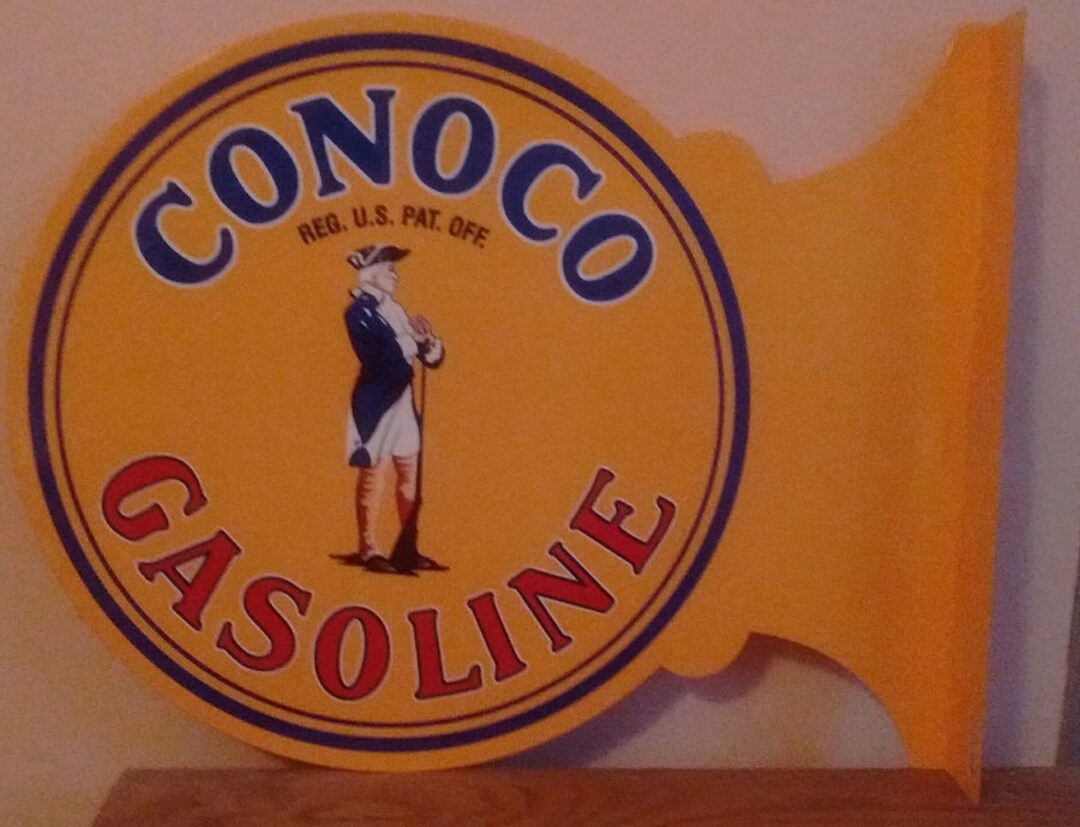 CONOCO
REG. U.S. PAT. OFF.
GASOLINE